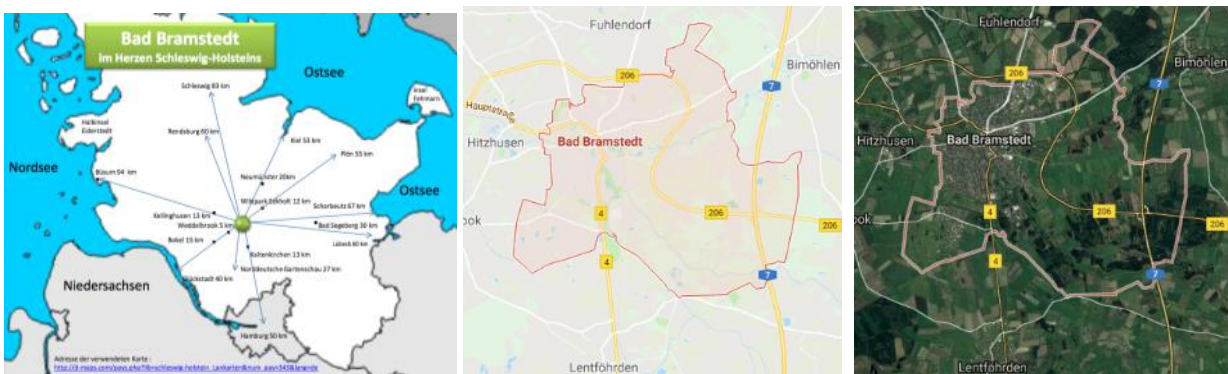 Bad Bramstedt
im Herzen Schleswig-Holsteins
Ostsee
Insel
Fehmarn
Schleswig 83 km
Halbinsel
Eiderstedt
Rendsburg 60 km
Kiel 53 km
Plön 55 km
Nordsee
Büsum 94 km
Neumünster 20km
Ostsee
Wildpark Eekholt 12 km
Schorbeutz 67 km
Kellinghusen 13 km
Weddelbrook 5 km
Bad Segeberg 30 km
Bokel 15 km
Lübeck 60 km
Kaltenkirchen 13 km
Norddeutsche Gartenschau 27 km
Glückstadt 40 km
Niedersachsen
Hamburg 50 km
Adresse der verwendeten Karte :
Fuhlendorf
206
Bimöhlen
7
Hauptstraße
Hitzhusen
Bad Bramstedt
ook
4
206
206
4
7
Lentföhrden
Fuhlendorf
Bimöhlen
206
7
Hitzhusen
Bad Bramstedt
ook
4
206
206
4
7
Lentföhrden